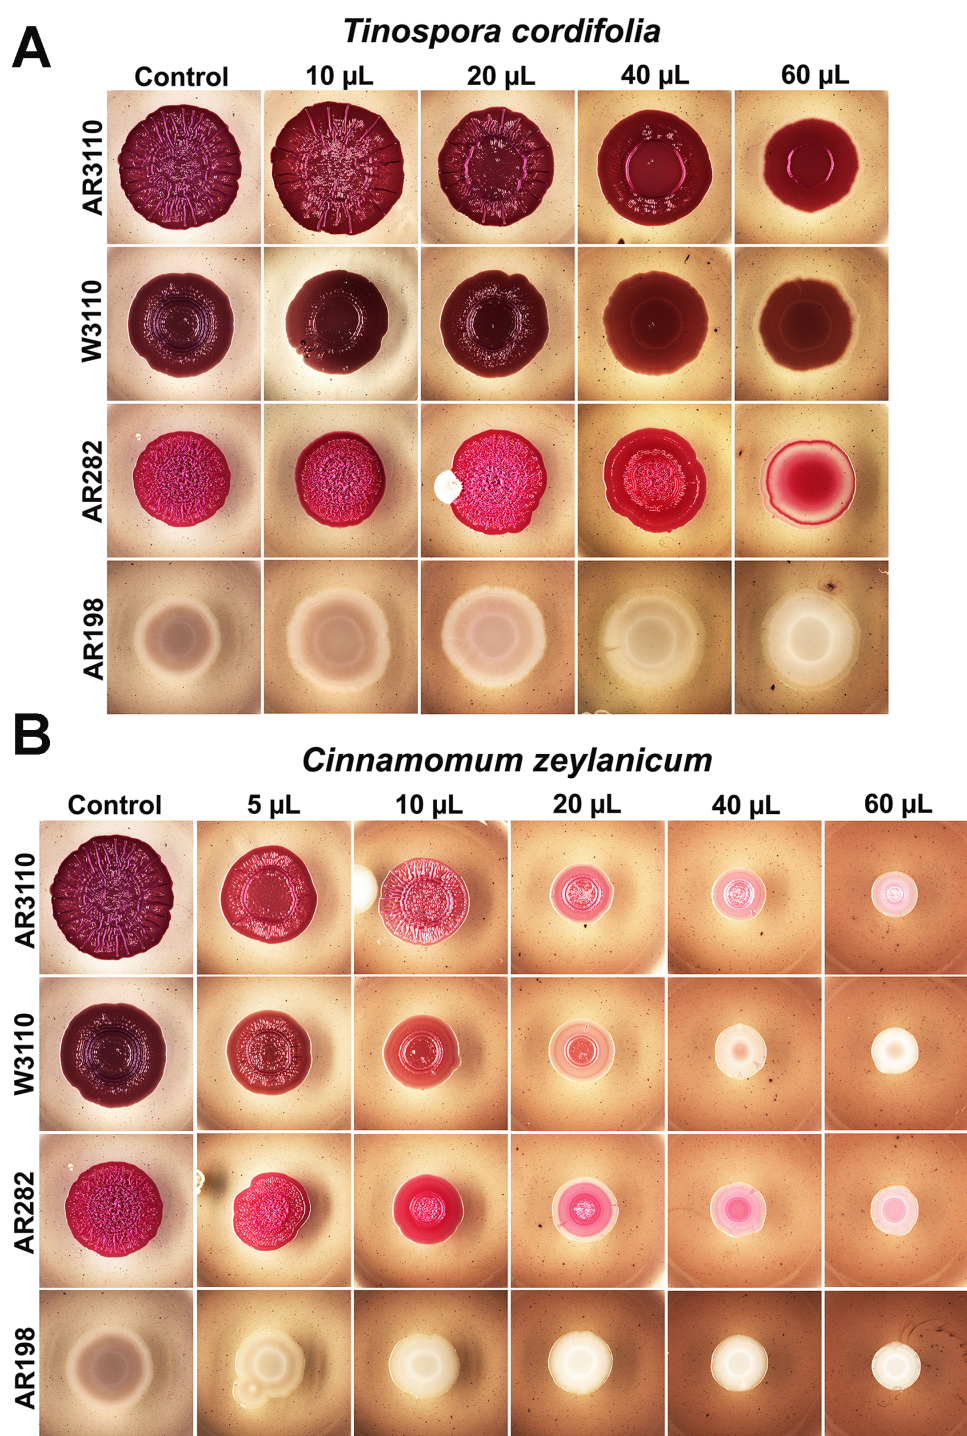 A
Tinospora cordifolia
Control 10 µL 20 µL 40 µL 60 µL
AR3110
W3110
AR282
AR198
B
Cinnamomum zeylanicum
Control 5 µL 10 µL 20 µL 40 µL 60 µL
AR3110
W3110
AR282
AR198